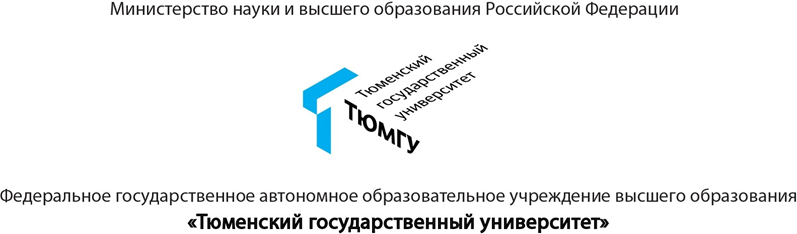 Министерство науки и высшего образования Российской Федерации
Тюменский
государственный
университет
ТЮМГУ
Федеральное государственное автономное образовательное учреждение высшего образования
«Тюменский государственный университет»